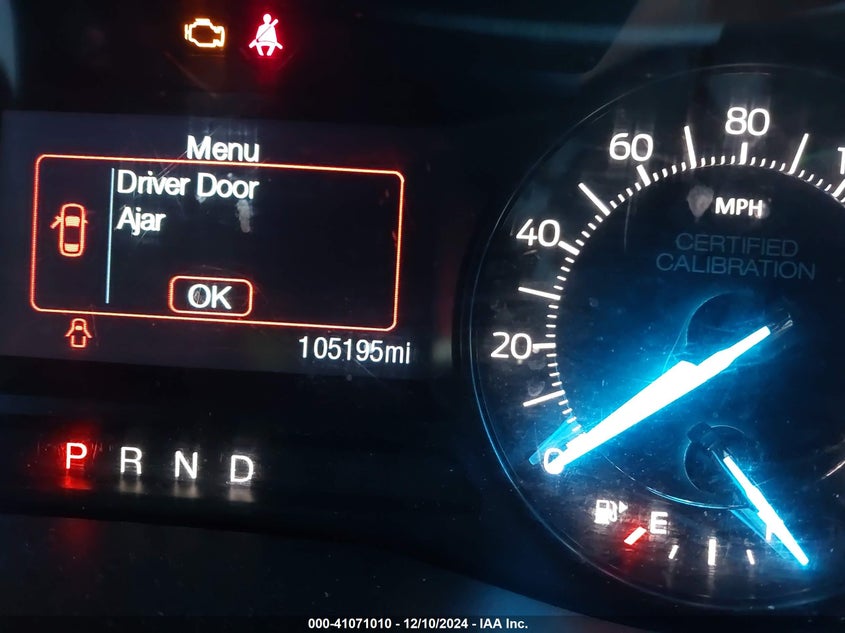 Menu
Driver Door
Ajar
OK
105195mi
P R N D
0
20
40
60
80
MPH
CERTIFIED
CALIBRATION
E
000-41071010 - 12/10/2024 - IAA Inc.